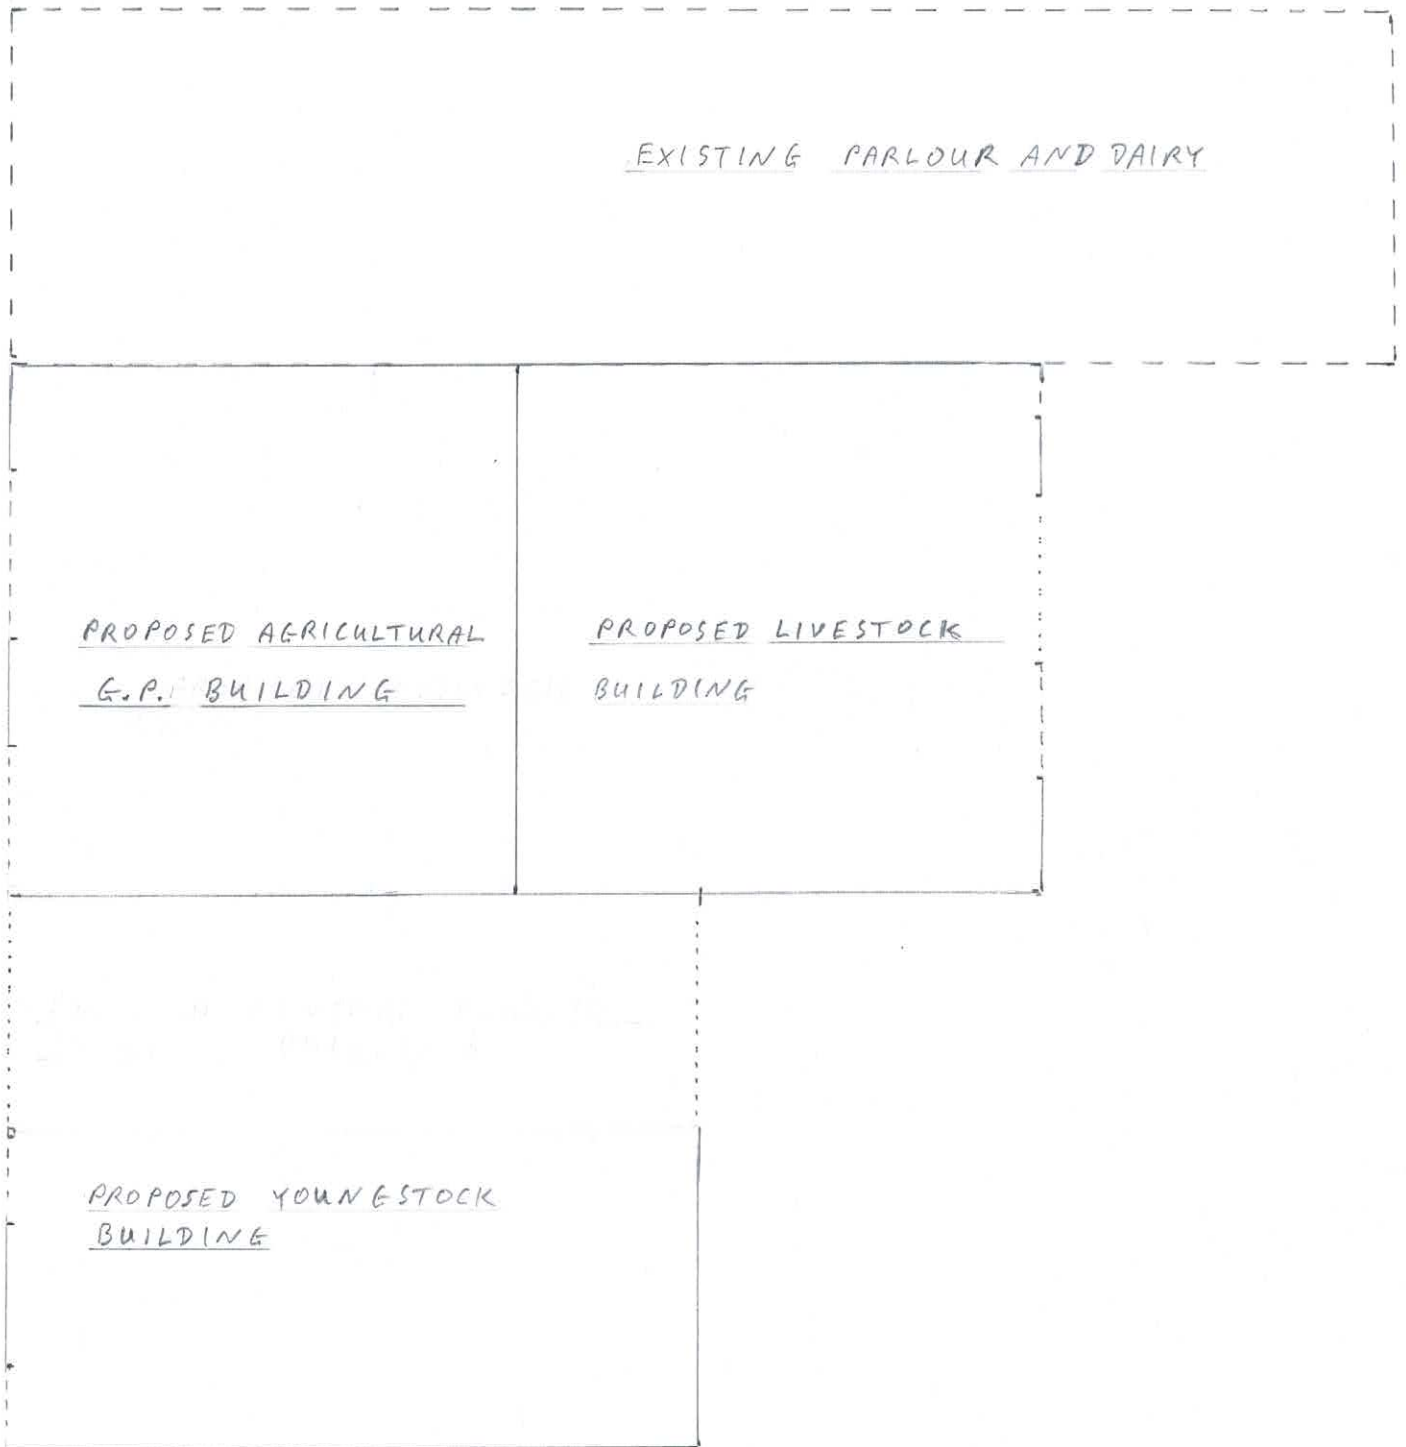 EXISTING PARLOUR AND DAIRY
PROPOSED AGRICULTURAL
G.P. BUILDING
PROPOSED LIVESTOCK
BUILDING
PROPOSED YOUNGSTOCK
BUILDING